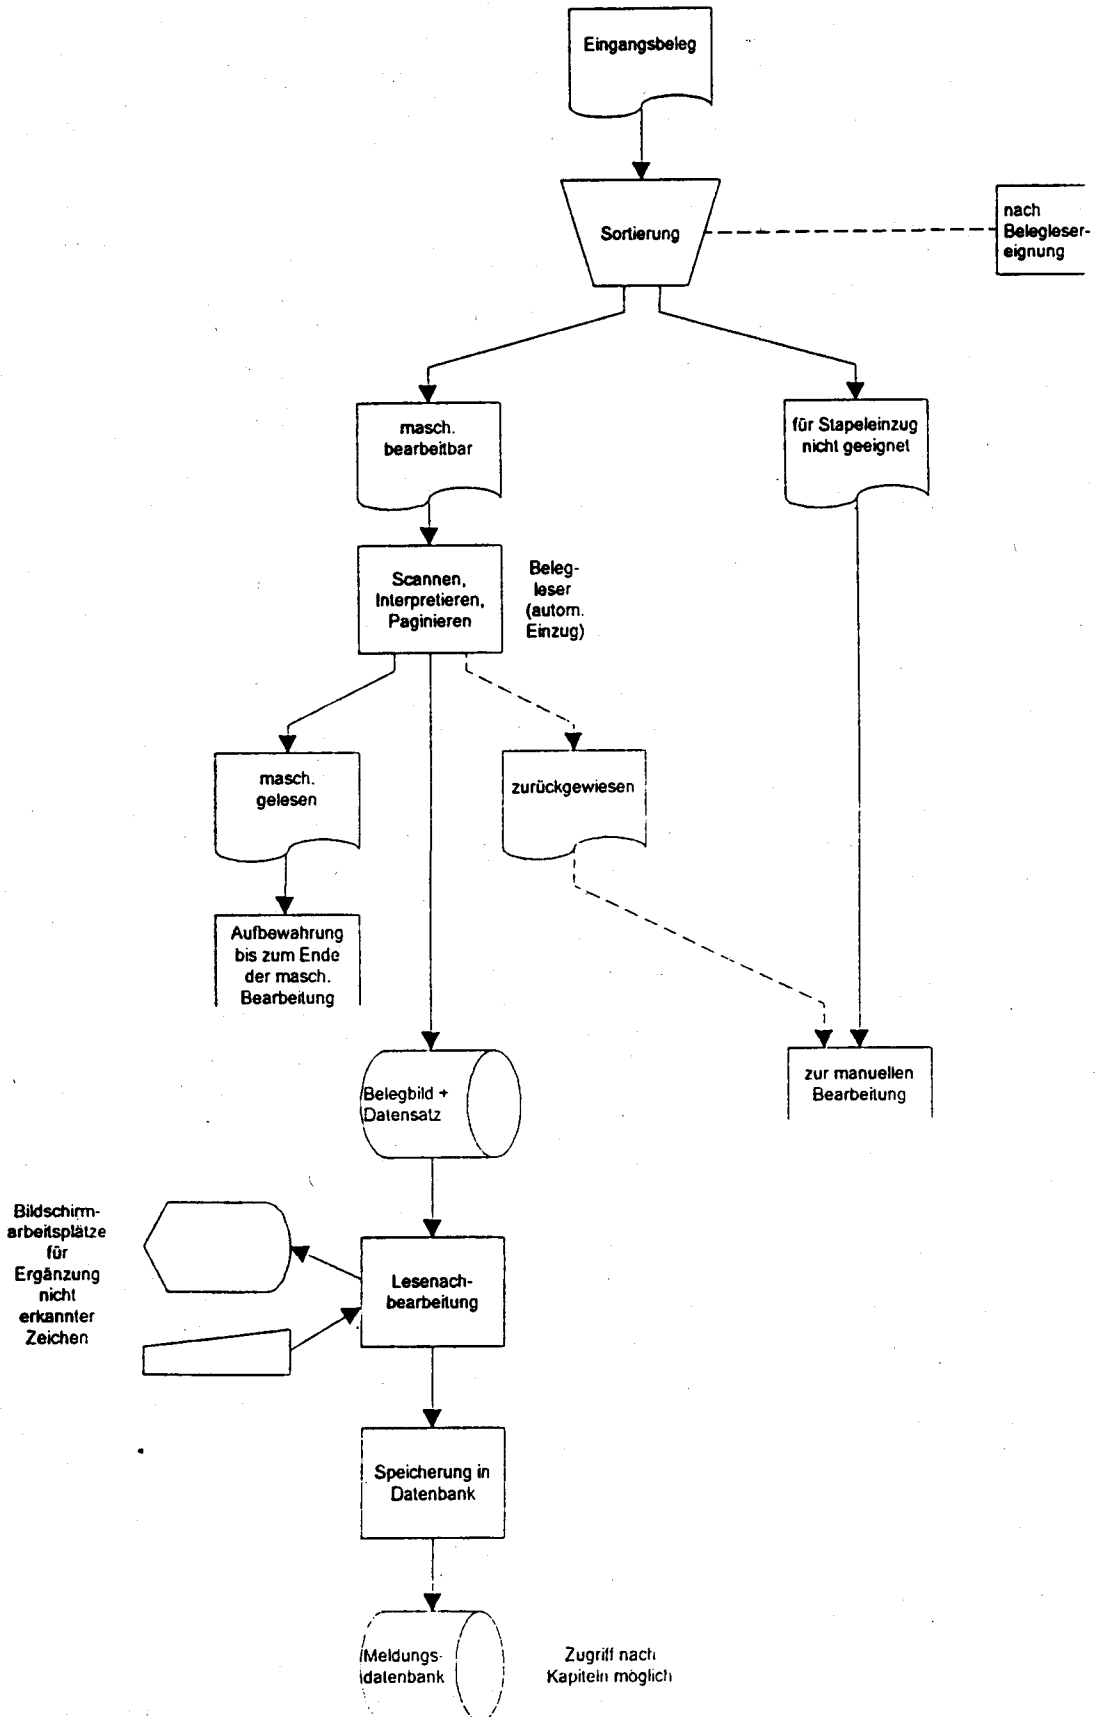 Eingangsbeleg
Sortierung
nach
Belegleser-
eignung
masch.
bearbeitbar
für Stapeleinzug
nicht geeignet
Scannen,
Interpretieren,
Paginieren
Beleg-
leser
(autom.
Einzug)
masch.
gelesen
zurückgewiesen
Aufbewahrung
bis zum Ende
der masch.
Bearbeitung
zur manuellen
Bearbeitung
Belegbild +
Datensatz
Bildschirm-
arbeitsplätze
für
Ergänzung
nicht
erkannter
Zeichen
Lesenach-
bearbeitung
Speicherung in
Datenbank
Meldungs-
datenbank
Zugriff nach
Kapiteln möglich